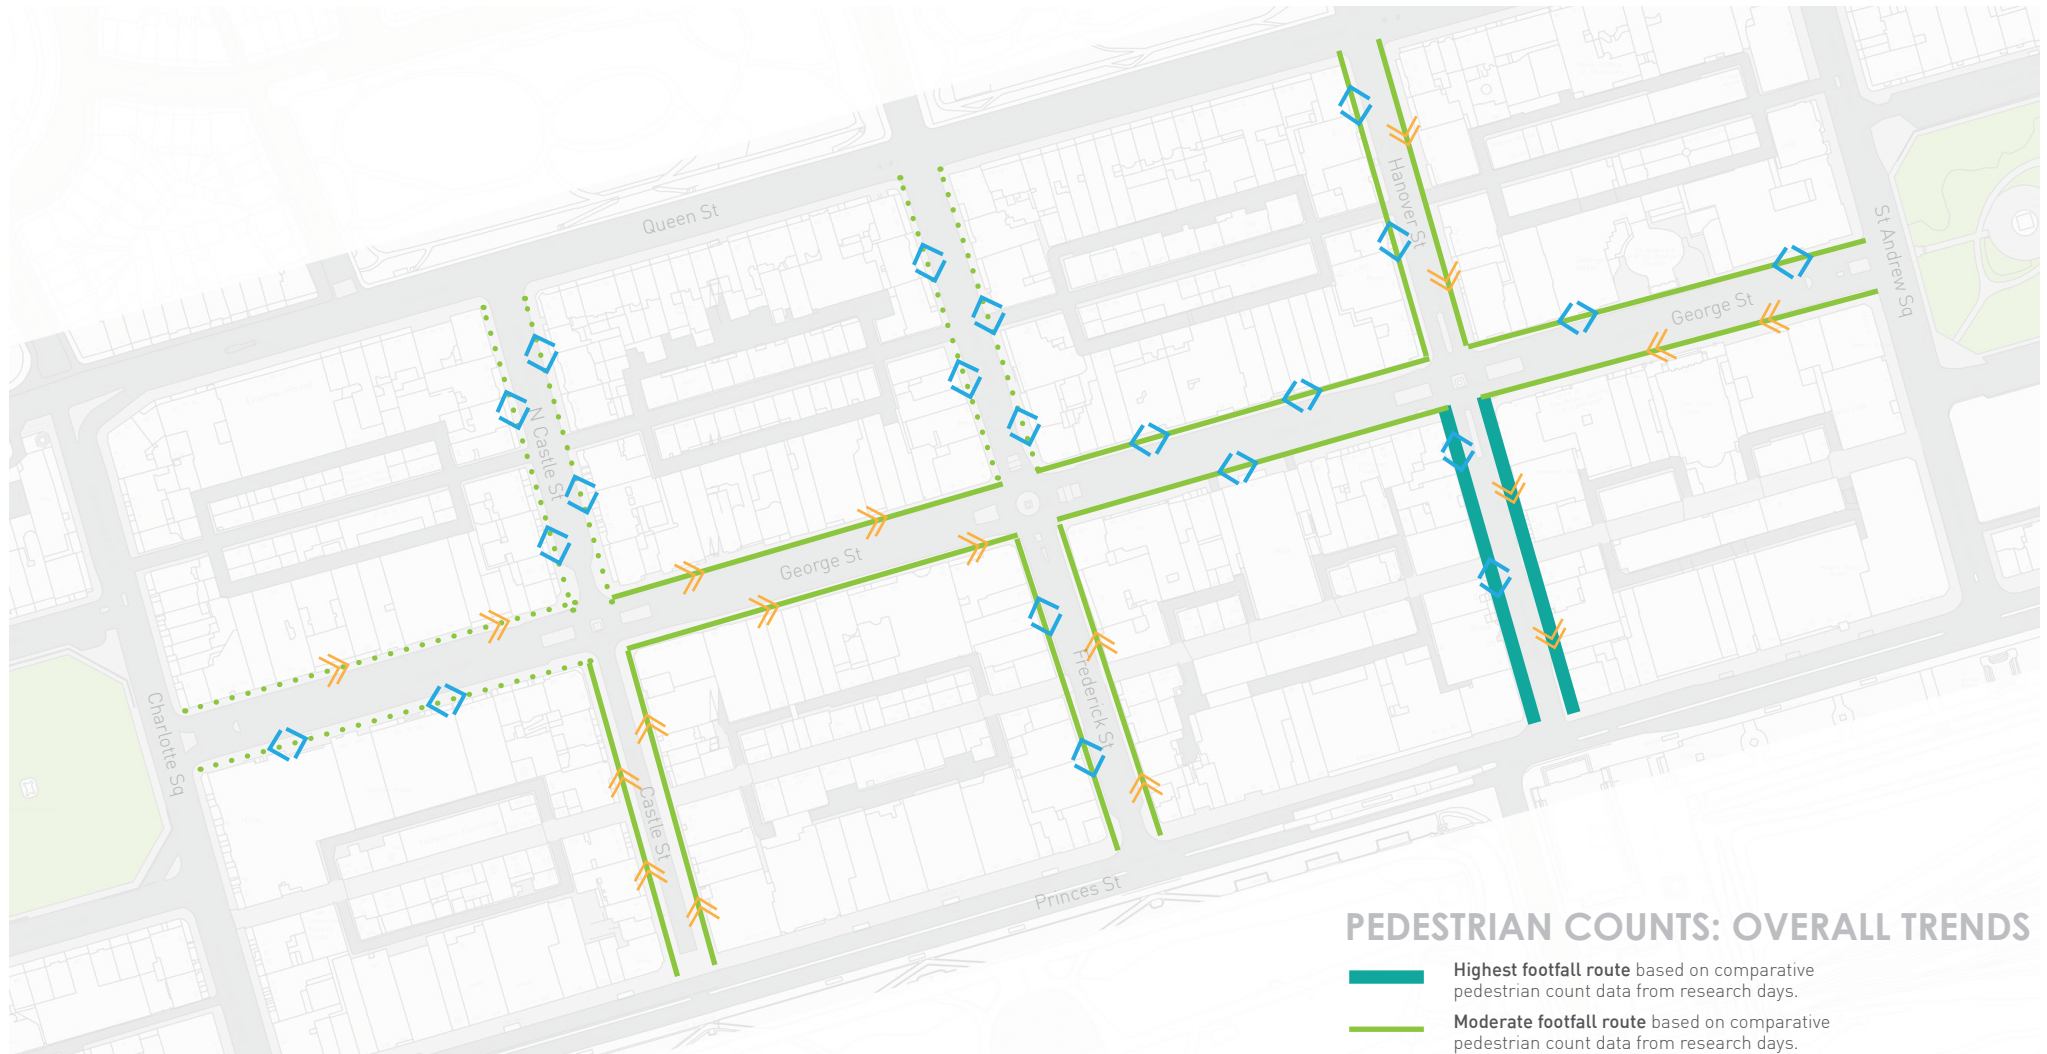 Queen St
Hanover St
St Andrew Sq
George St
N Castle St
George St
Frederick St
Charlotte Sq
Castle St
Princes St
PEDESTRIAN COUNTS: OVERALL TRENDS
Highest footfall route based on comparative
pedestrian count data from research days.
Moderate footfall route based on comparative
pedestrian count data from research days.